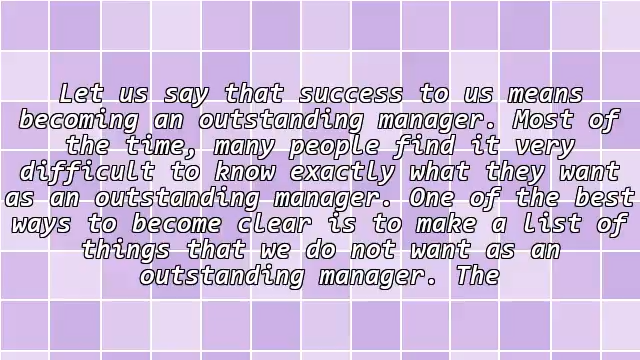 Let us say that success to us means
becoming an outstanding manager. Most of
the time, many people find it very
difficult to know exactly what they want
as an outstanding manager. One of the best
ways to become clear is to make a list of
things that we do not want as an
outstanding manager. The